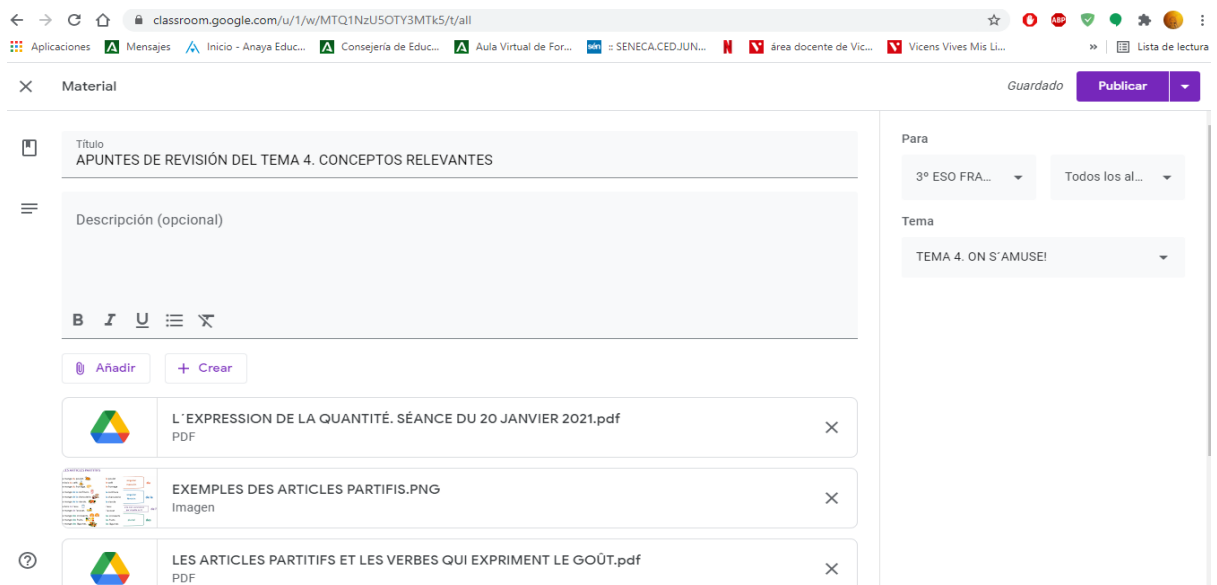 classroom.google.com/u/1/w/MTQ1NzU5OTY3MTk5/t/all
ABP
Aplicaciones Mensajes Inicio - Anaya Educ... Consejería de Educ... Aula Virtual de For... sén :: SENECA.CED.JUN... área docente de Vic... Vicens Vives Mis Li... » Lista de lectura
Material Guardado Publicar
Título
APUNTES DE REVISIÓN DEL TEMA 4. CONCEPTOS RELEVANTES
Descripción (opcional)
B I U
Añadir + Crear
L´EXPRESSION DE LA QUANTITÉ. SÉANCE DU 20 JANVIER 2021.pdf
PDF
EXEMPLES DES ARTICLES PARTIFIS.PNG
Imagen
LES ARTICLES PARTITIFS ET LES VERBES QUI EXPRIMENT LE GOÛT.pdf
PDF
Para
3º ESO FRA... Todos los al...
Tema
TEMA 4. ON S´AMUSE!